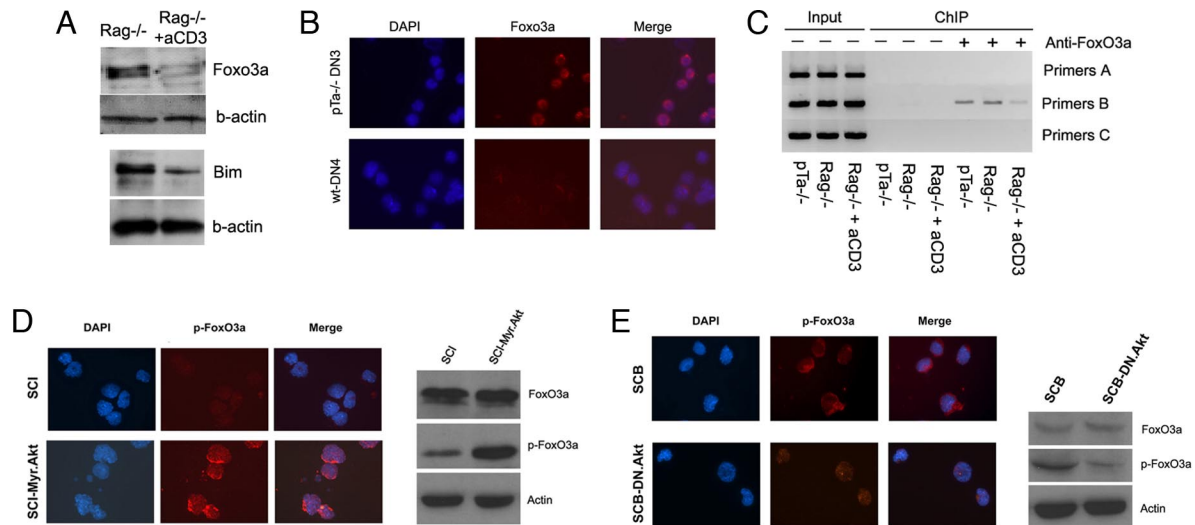 A
Rag-/-
Rag-/-
+aCD3
Foxo3a
b-actin
Bim
b-actin
B
DAPI
Foxo3a
Merge
pTa-/- DN3
wt-DN4
C
Input
ChIP
– – – – – – + + + Anti-FoxO3a
Primers A
Primers B
Primers C
pTa-/-
Rag-/-
Rag-/- + aCD3
pTa-/-
Rag-/-
Rag-/- + aCD3
pTa-/-
Rag-/-
Rag-/- + aCD3
D
DAPI
p-FoxO3a
Merge
SCI
SCI-Myr.Akt
SCI
SCI-Myr.Akt
FoxO3a
p-FoxO3a
Actin
E
DAPI
p-FoxO3a
Merge
SCB
SCB-DN.Akt
SCB
SCB-DN.Akt
FoxO3a
p-FoxO3a
Actin